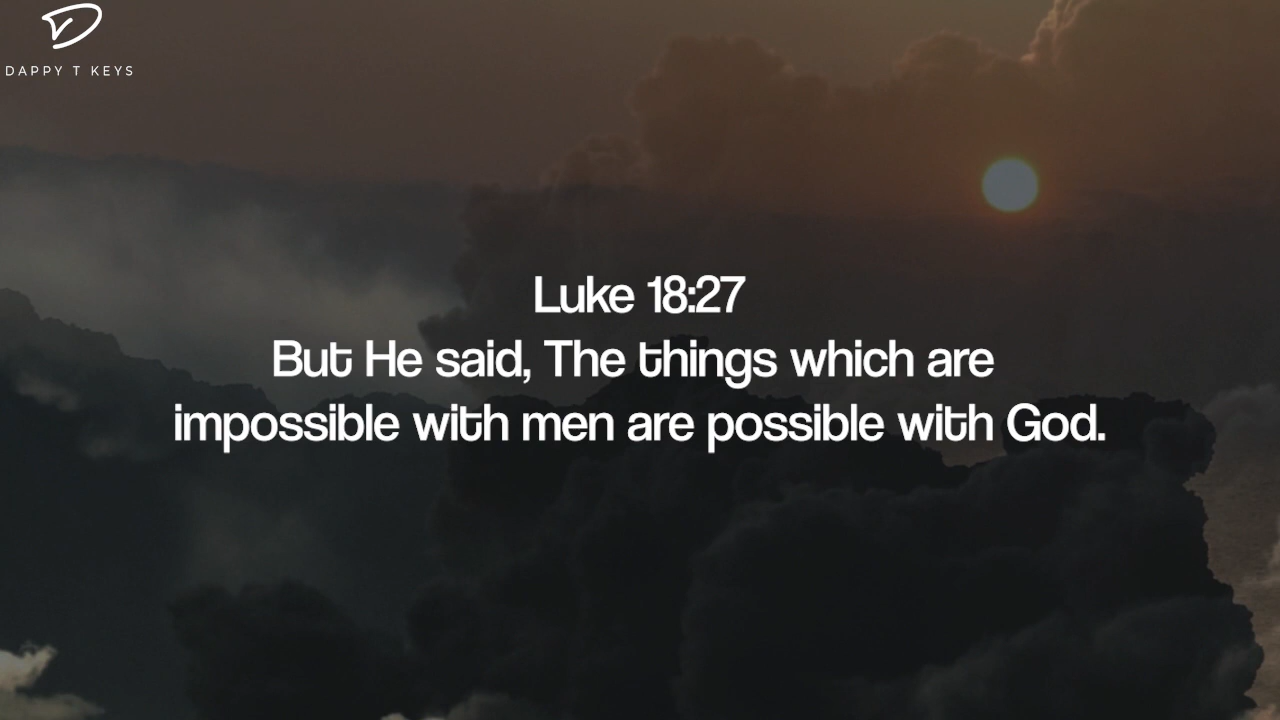 DAPPY T KEYS
Luke 18:27
But He said, The things which are
impossible with men are possible with God.